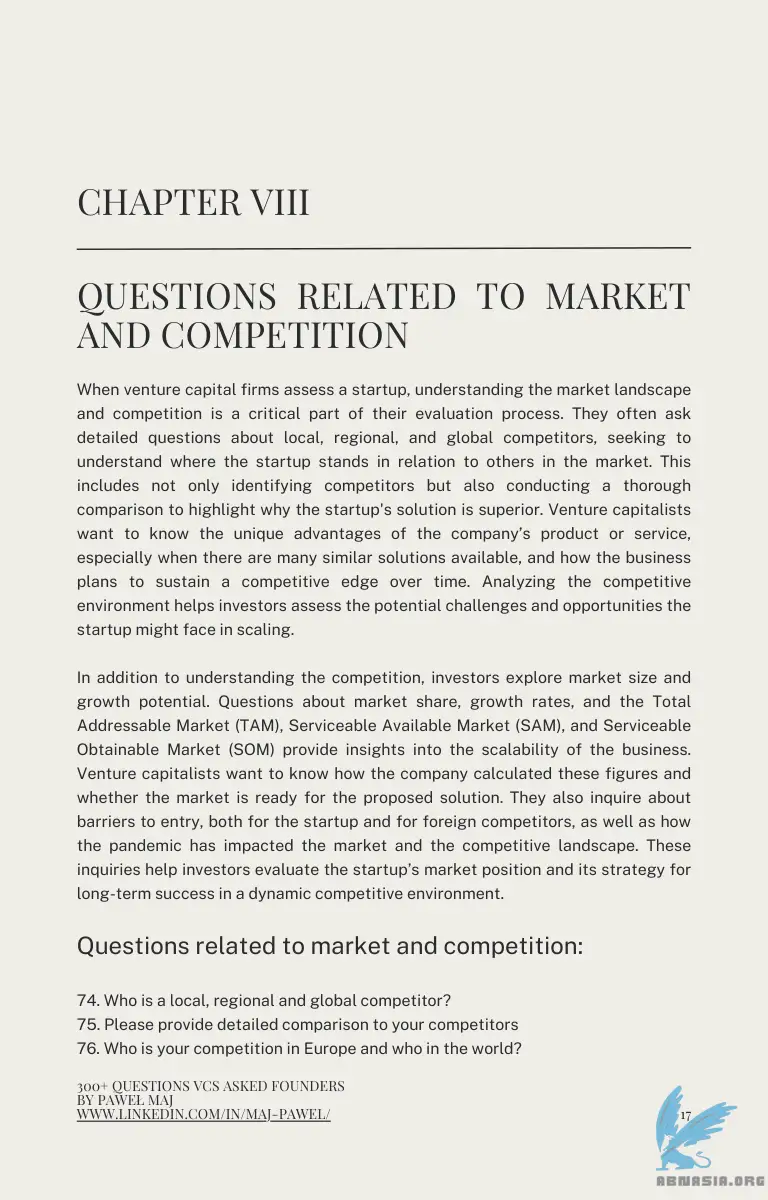 CHAPTER VIII
QUESTIONS RELATED TO MARKET
AND COMPETITION
When venture capital firms assess a startup, understanding the market landscape
and competition is a critical part of their evaluation process. They often ask
detailed questions about local, regional, and global competitors, seeking to
understand where the startup stands in relation to others in the market. This
includes not only identifying competitors but also conducting a thorough
comparison to highlight why the startup's solution is superior. Venture capitalists
want to know the unique advantages of the company's product or service,
especially when there are many similar solutions available, and how the business
plans to sustain a competitive edge over time. Analyzing the competitive
environment helps investors assess the potential challenges and opportunities the
startup might face in scaling.
In addition to understanding the competition, investors explore market size and
growth potential. Questions about market share, growth rates, and the Total
Addressable Market (TAM), Serviceable Available Market (SAM), and Serviceable
Obtainable Market (SOM) provide insights into the scalability of the business.
Venture capitalists want to know how the company calculated these figures and
whether the market is ready for the proposed solution. They also inquire about
barriers to entry, both for the startup and for foreign competitors, as well as how
the pandemic has impacted the market and the competitive landscape. These
inquiries help investors evaluate the startup's market position and its strategy for
long-term success in a dynamic competitive environment.
Questions related to market and competition:
74. Who is a local, regional and global competitor?
75. Please provide detailed comparison to your competitors
76. Who is your competition in Europe and who in the world?
300+ QUESTIONS VCS ASKED FOUNDERS
BY PAWEŁ MAJ
WWW.LINKEDIN.COM/IN/MAJ-PAWEL/
17
ABNASIA.ORG